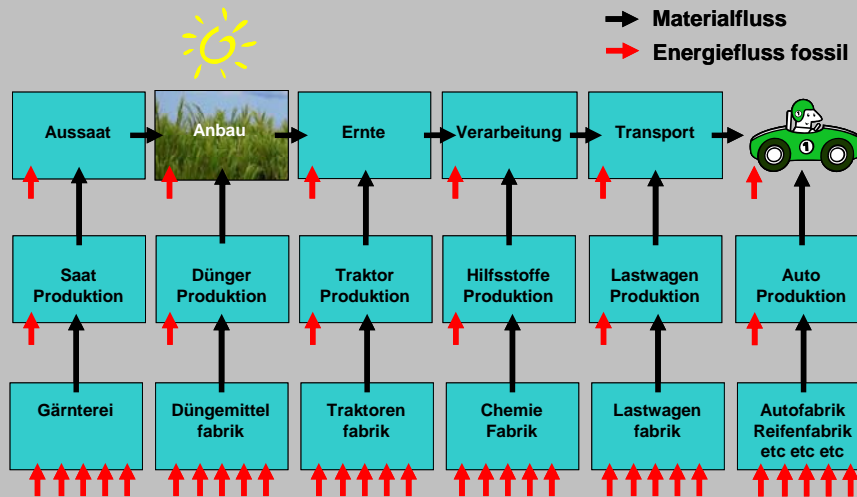 Materialfluss
Energiefluss fossil
Aussaat
Anbau
Ernte
Verarbeitung
Transport
1
Saat
Produktion
Dünger
Produktion
Traktor
Produktion
Hilfsstoffe
Produktion
Lastwagen
Produktion
Auto
Produktion
Gärnterei
Düngemittel
fabrik
Traktoren
fabrik
Chemie
Fabrik
Lastwagen
fabrik
Autofabrik
Reifenfabrik
etc etc etc